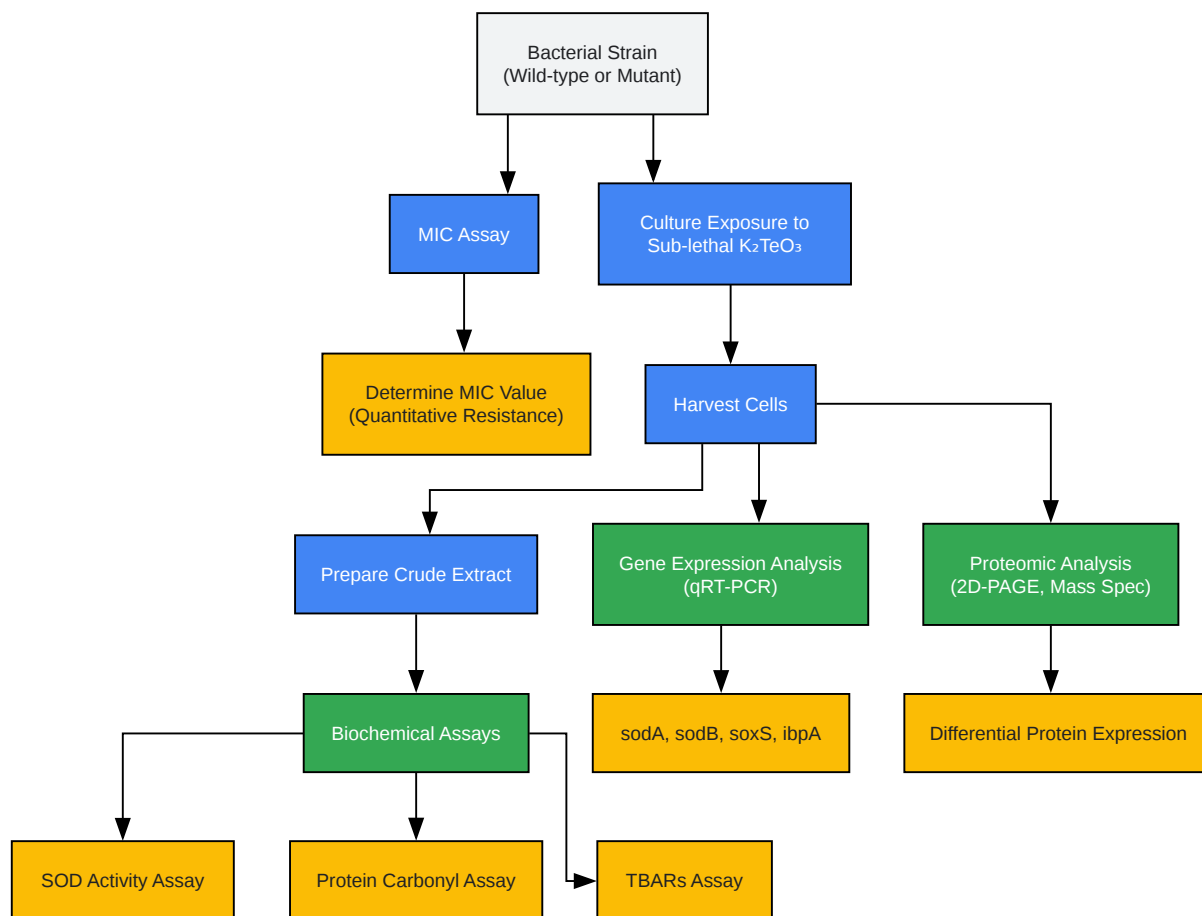 Bacterial Strain
(Wild-type or Mutant)
MIC Assay
Culture Exposure to
Sub-lethal K₂TeO₃
Determine MIC Value
(Quantitative Resistance)
Harvest Cells
Prepare Crude Extract
Gene Expression Analysis
(qRT-PCR)
Proteomic Analysis
(2D-PAGE, Mass Spec)
Biochemical Assays
sodA, sodB, soxS, ibpA
Differential Protein Expression
SOD Activity Assay
Protein Carbonyl Assay
TBARs Assay